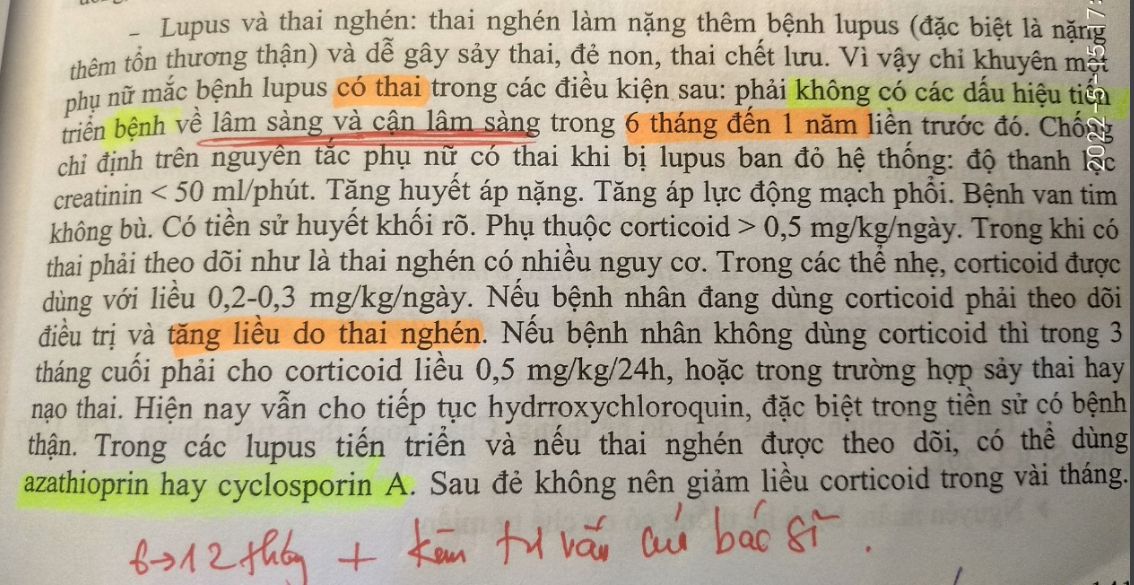 - Lupus và thai nghén: thai nghén làm nặng thêm bệnh lupus (đặc biệt là nặng
thêm tổn thương thận) và dễ gây sảy thai, đẻ non, thai chết lưu. Vì vậy chỉ khuyên một
phụ nữ mắc bệnh lupus có thai trong các điều kiện sau: phải không có các dấu hiệu tiến
triển bệnh về lâm sàng và cận lâm sàng trong 6 tháng đến 1 năm liền trước đó. Chống
chỉ định trên nguyên tắc phụ nữ có thai khi bị lupus ban đỏ hệ thống: độ thanh lọc
creatinin < 50 ml/phút. Tăng huyết áp nặng. Tăng áp lực động mạch phổi. Bệnh van tim
không bù. Có tiền sử huyết khối rõ. Phụ thuộc corticoid > 0,5 mg/kg/ngày. Trong khi có
thai phải theo dõi như là thai nghén có nhiều nguy cơ. Trong các thể nhẹ, corticoid được
dùng với liều 0,2-0,3 mg/kg/ngày. Nếu bệnh nhân đang dùng corticoid phải theo dõi
điều trị và tăng liều do thai nghén. Nếu bệnh nhân không dùng corticoid thì trong 3
tháng cuối phải cho corticoid liều 0,5 mg/kg/24h, hoặc trong trường hợp sảy thai hay
nạo thai. Hiện nay vẫn cho tiếp tục hydrroxychloroquin, đặc biệt trong tiền sử có bệnh
thận. Trong các lupus tiến triển và nếu thai nghén được theo dõi, có thể dùng
azathioprin hay cyclosporin A. Sau đẻ không nên giảm liều corticoid trong vài tháng.
6→12 tháng + kèm tư vấn của bác sĩ.
2022-5-15 17: